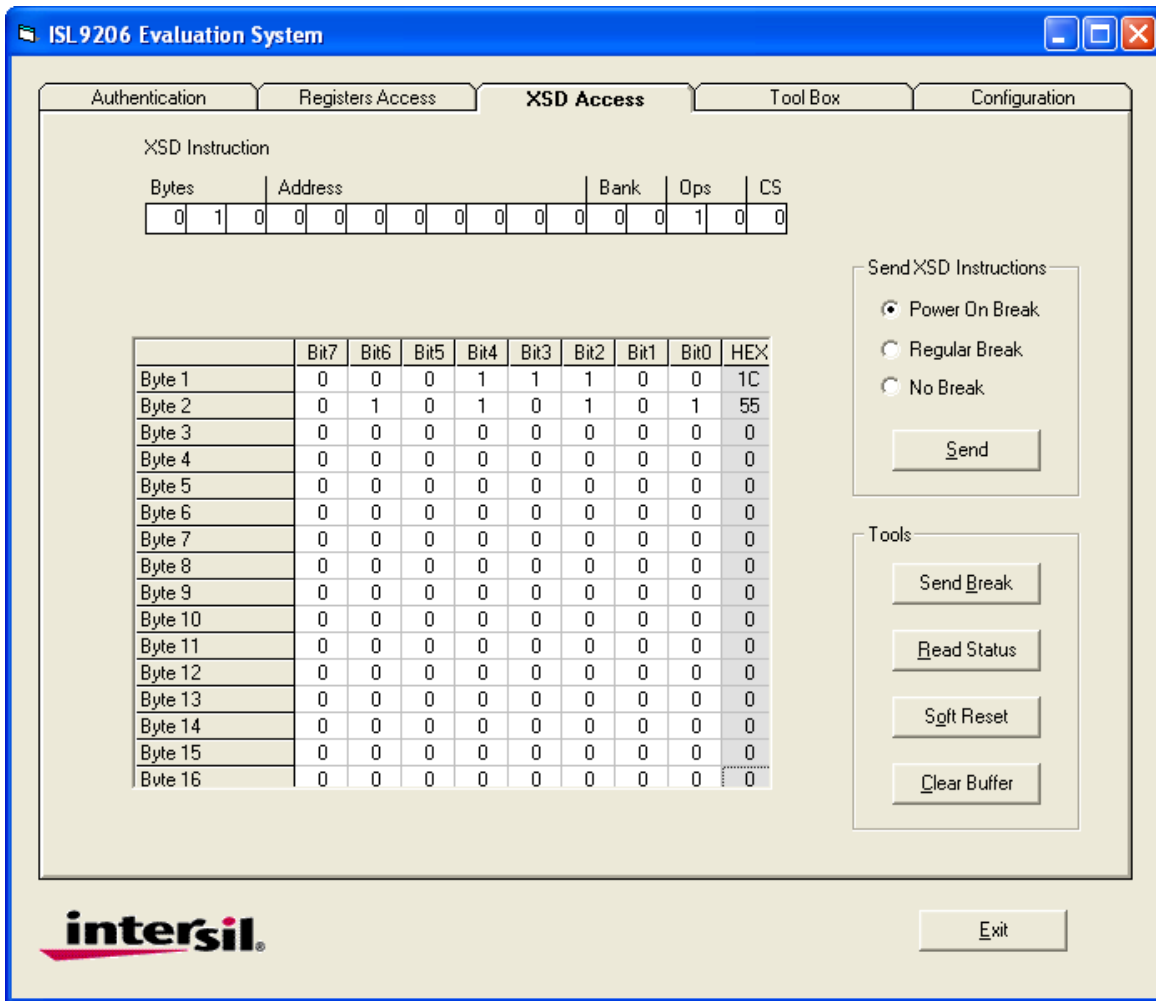 ISL9206 Evaluation System
Authentication Registers Access XSD Access Tool Box Configuration
XSD Instruction
Bytes Address Bank Ops CS
0 1 0 0 0 0 0 0 0 0 0 0 0 1 0 0
Send XSD Instructions
Power On Break
Regular Break
No Break
Send
Bit7 Bit6 Bit5 Bit4 Bit3 Bit2 Bit1 Bit0 HEX
Byte 1 0 0 0 1 1 1 0 0 1C
Byte 2 0 1 0 1 0 1 0 1 55
Byte 3 0 0 0 0 0 0 0 0 0
Byte 4 0 0 0 0 0 0 0 0 0
Byte 5 0 0 0 0 0 0 0 0 0
Byte 6 0 0 0 0 0 0 0 0 0
Byte 7 0 0 0 0 0 0 0 0 0
Byte 8 0 0 0 0 0 0 0 0 0
Byte 9 0 0 0 0 0 0 0 0 0
Byte 10 0 0 0 0 0 0 0 0 0
Byte 11 0 0 0 0 0 0 0 0 0
Byte 12 0 0 0 0 0 0 0 0 0
Byte 13 0 0 0 0 0 0 0 0 0
Byte 14 0 0 0 0 0 0 0 0 0
Byte 15 0 0 0 0 0 0 0 0 0
Byte 16 0 0 0 0 0 0 0 0 0
Tools
Send Break
Read Status
Soft Reset
Clear Buffer
intersil®
Exit